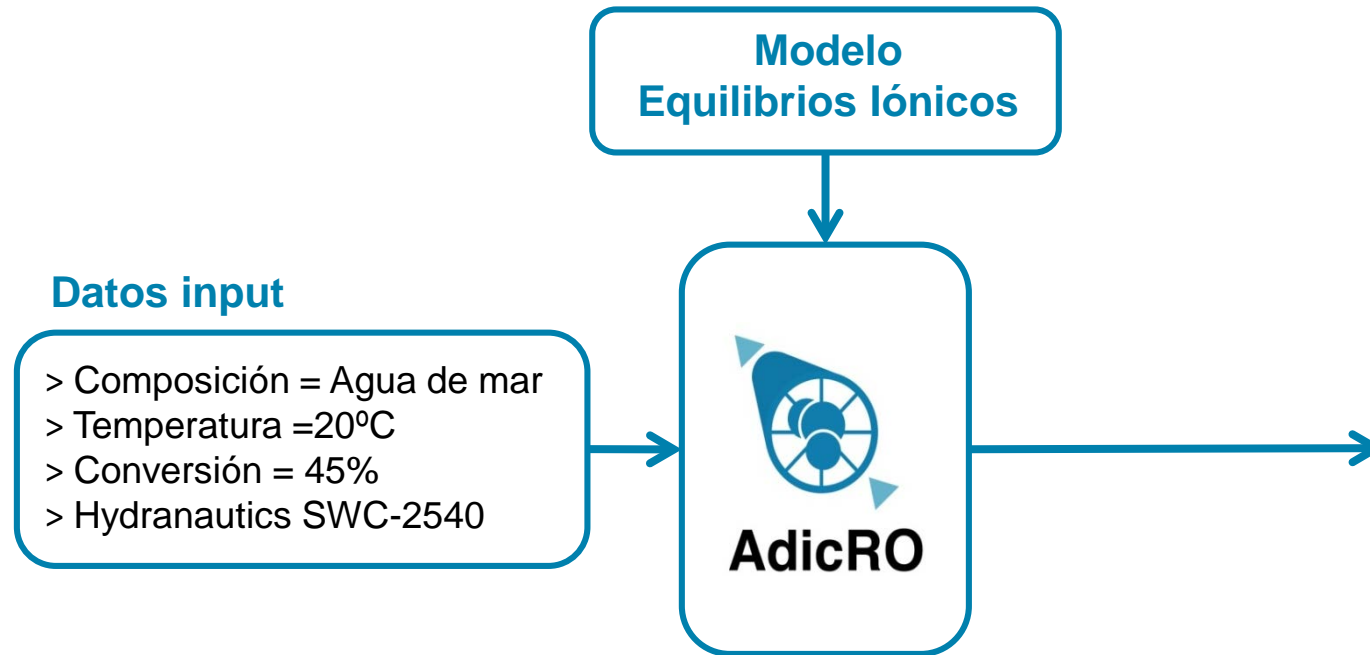 Modelo
Equilibrios Iónicos
Datos input
> Composición = Agua de mar
> Temperatura =20ºC
> Conversión = 45%
> Hydranautics SWC-2540
AdicRO